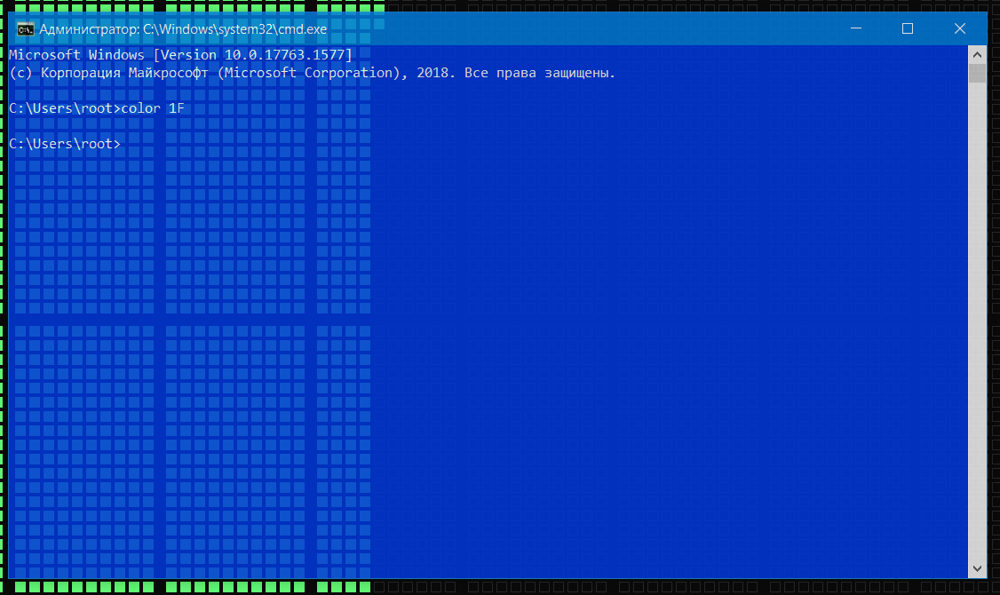 Администратор: C:\Windows\system32\cmd.exe
Microsoft Windows [Version 10.0.17763.1577]
(c) Корпорация Майкрософт (Microsoft Corporation), 2018. Все права защищены.
C:\Users\root>color 1F
C:\Users\root>